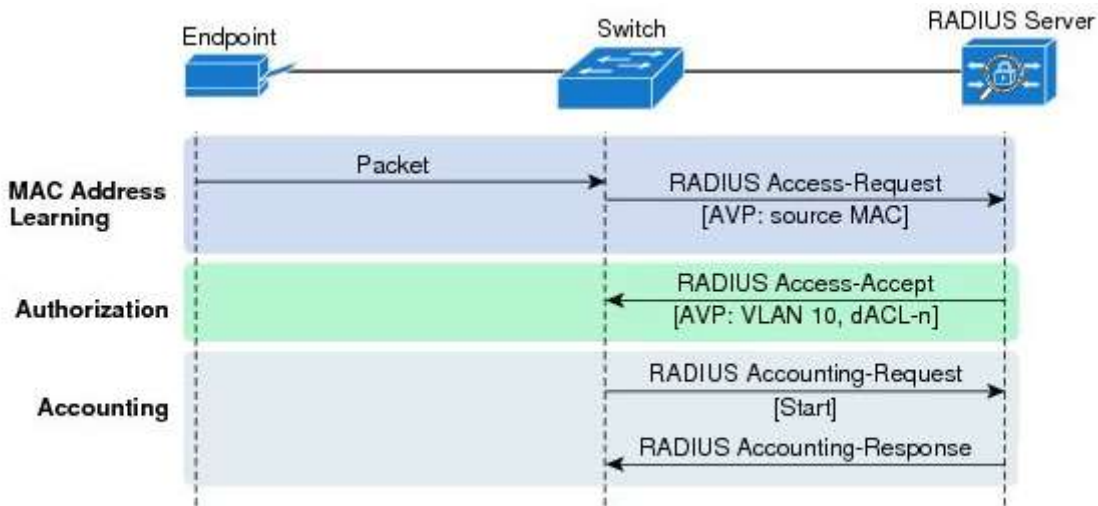 Endpoint
Switch
RADIUS Server
MAC Address
Learning
Packet
RADIUS Access-Request
[AVP: source MAC]
Authorization
RADIUS Access-Accept
[AVP: VLAN 10, dACL-n]
Accounting
RADIUS Accounting-Request
[Start]
RADIUS Accounting-Response